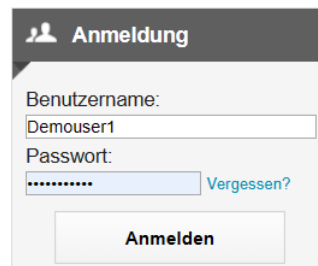 Anmeldung
Benutzername:
Demouser1
Passwort:
•••••••••••
Vergessen?
Anmelden